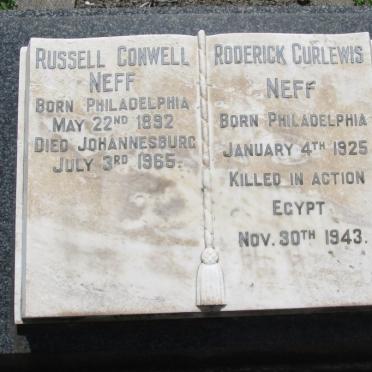 RUSSELL CONWELL
NEFF
BORN PHILADELPHIA
MAY 22ND 1892
DIED JOHANNESBURG
JULY 3RD 1965.
RODERICK CURLEWIS
NEFF
BORN PHILADELPHIA
JANUARY 4TH 1925
KILLED IN ACTION
EGYPT
NOV. 30TH 1943.